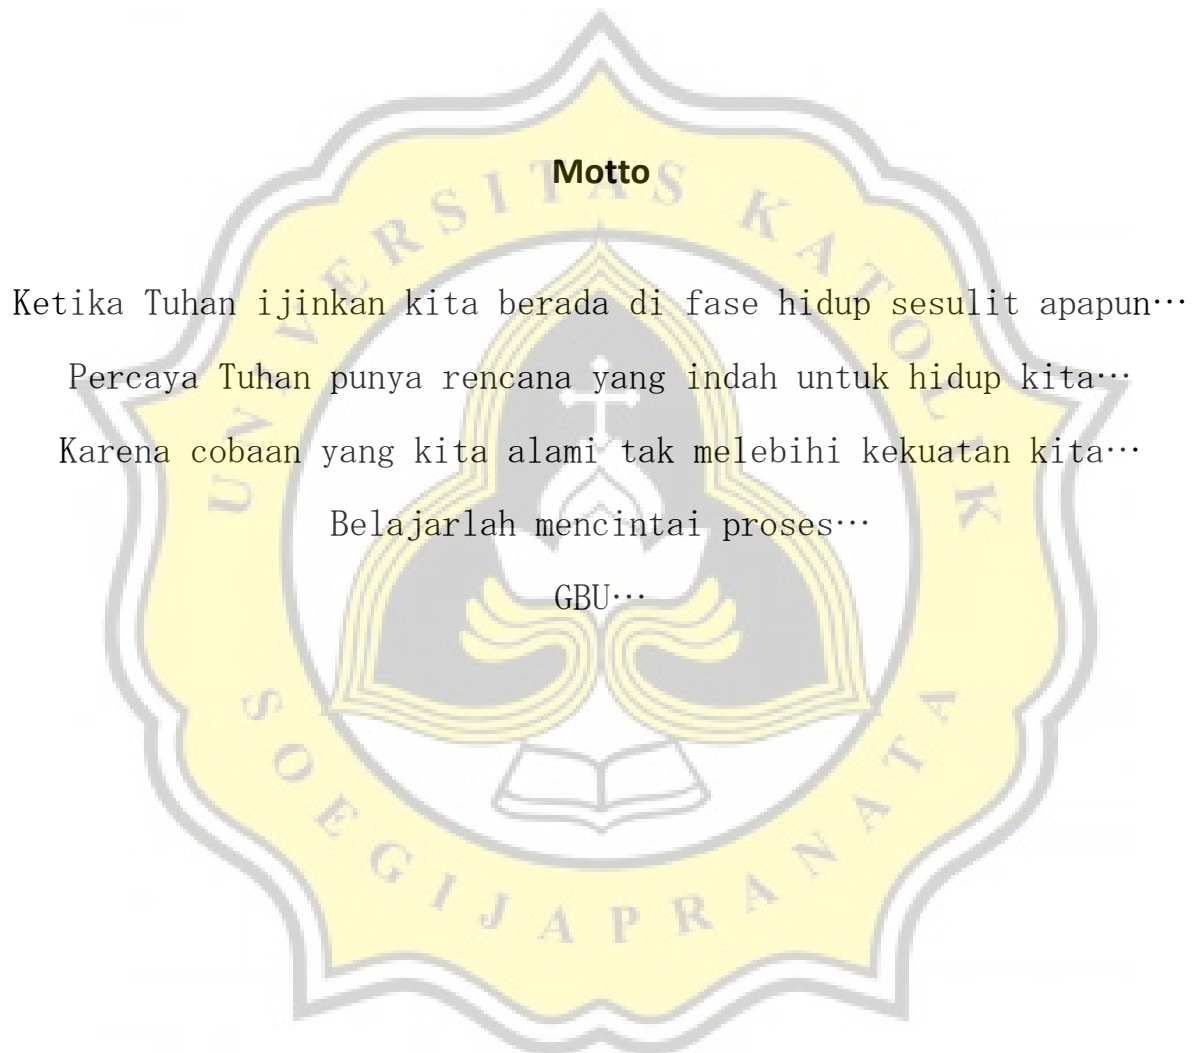 Motto
Ketika Tuhan ijinkan kita berada di fase hidup sesulit apapun…
Percaya Tuhan punya rencana yang indah untuk hidup kita…
Karena cobaan yang kita alami tak melebihi kekuatan kita…
Belajarlah mencintai proses…
GBU…
UNIVERSITAS KATOLIK
SOEGIJAPRANATA